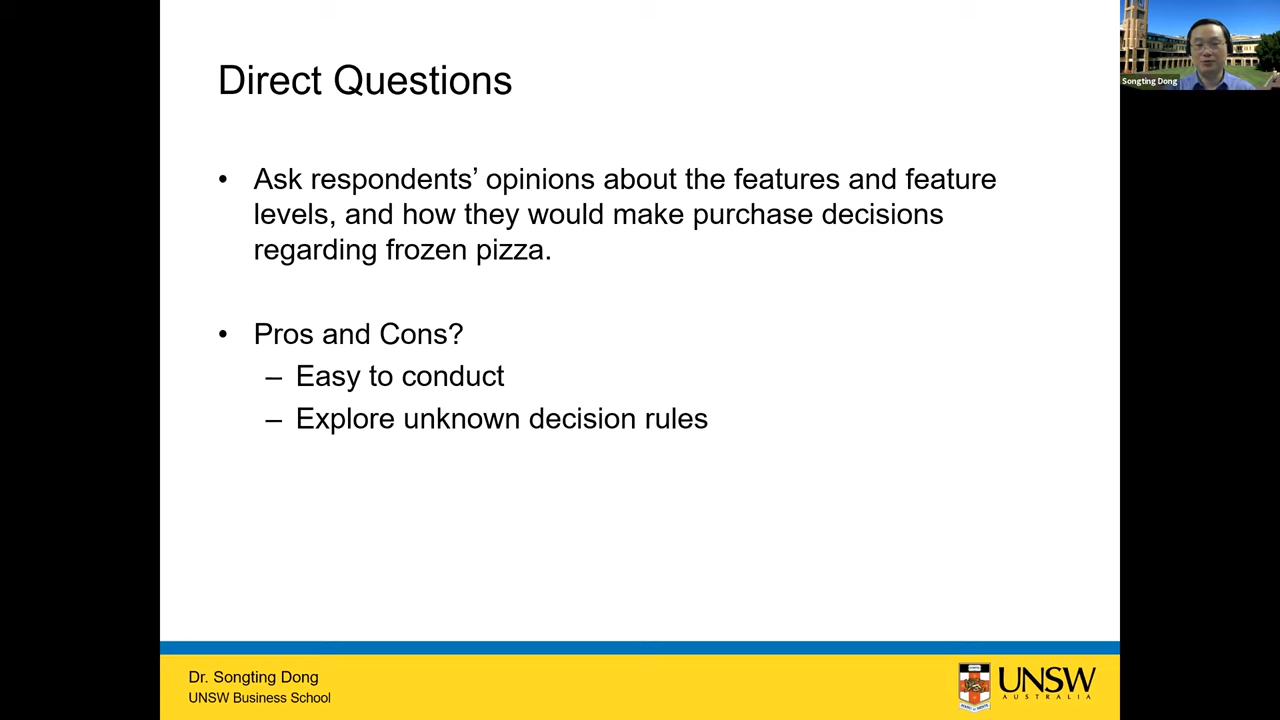 Songting Dong
Direct Questions
• Ask respondents’ opinions about the features and feature
levels, and how they would make purchase decisions
regarding frozen pizza.
• Pros and Cons?
– Easy to conduct
– Explore unknown decision rules
Dr. Songting Dong
UNSW Business School
UNSW
AUSTRALIA